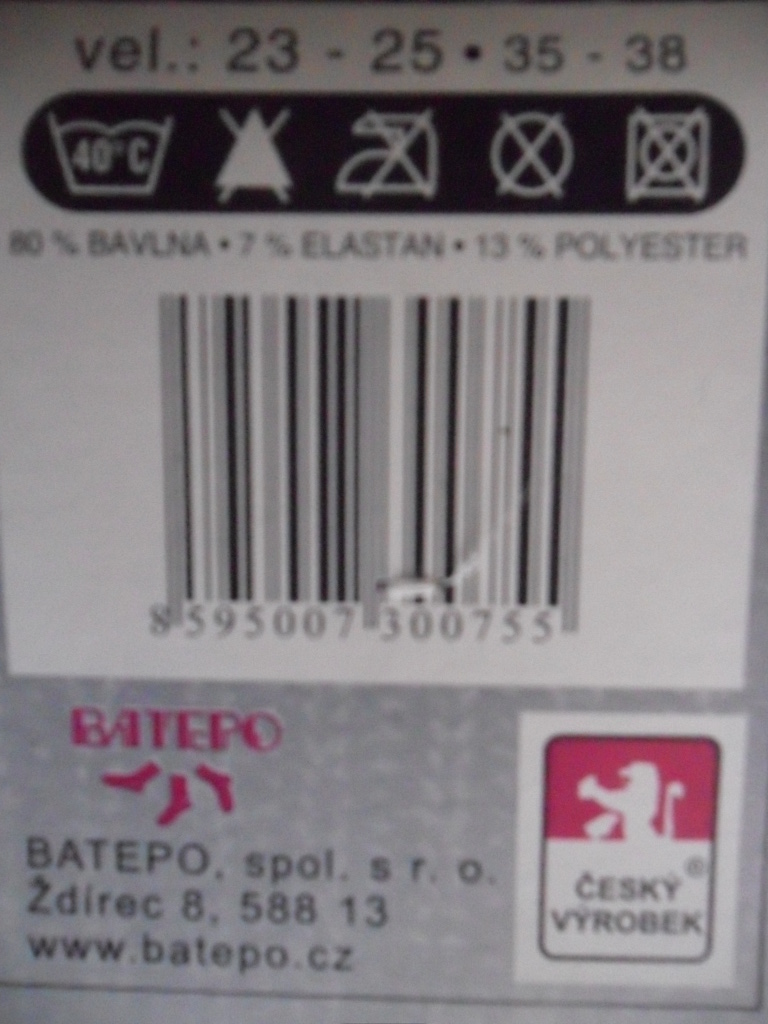 vel.: 23 - 25 • 35 - 38
40°C
80 % BAVLNA • 7 % ELASTAN • 13 % POLYESTER
8 595007 300755
BATEPO
BATEPO, spol. s r. o.
Ždírec 8, 588 13
www.batepo.cz
®
ČESKÝ
VÝROBEK